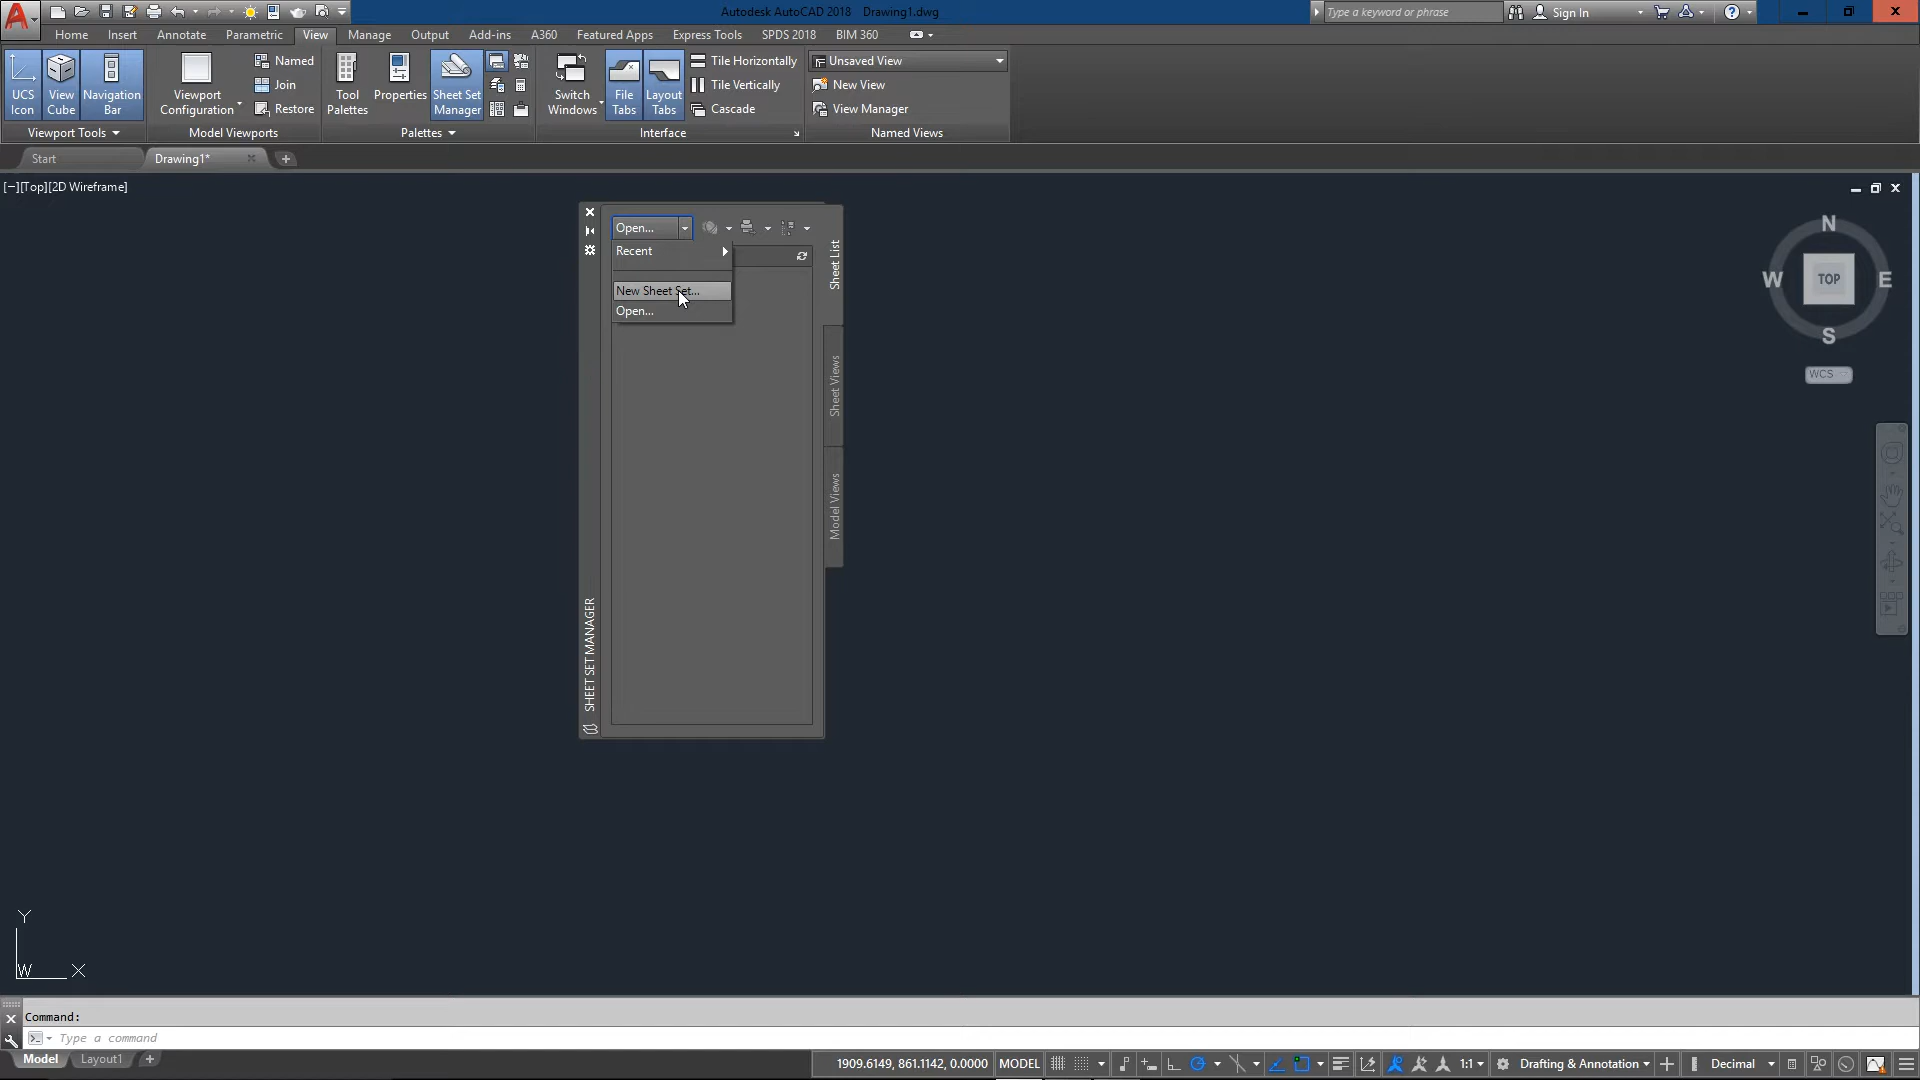 Autodesk AutoCAD 2018 Drawing1.dwg
Type a keyword or phrase
Sign In
Home Insert Annotate Parametric View Manage Output Add-ins A360 Featured Apps Express Tools SPDS 2018 BIM 360
UCS Icon
View Cube
Navigation Bar
Viewport Configuration
Named
Join
Restore
Tool Palettes
Properties
Sheet Set Manager
Switch Windows
File Tabs
Layout Tabs
Tile Horizontally
Tile Vertically
Cascade
Unsaved View
New View
View Manager
Viewport Tools Model Viewports Palettes Interface Named Views
Start Drawing1*
[−][Top][2D Wireframe]
Open...
Recent
New Sheet Set...
Open...
Sheet List
Sheet Views
Model Views
SHEET SET MANAGER
N
W TOP E
S
WCS
Y
W X
Command:
Type a command
Model Layout1
1909.6149, 861.1142, 0.0000 MODEL 1:1 Drafting & Annotation Decimal